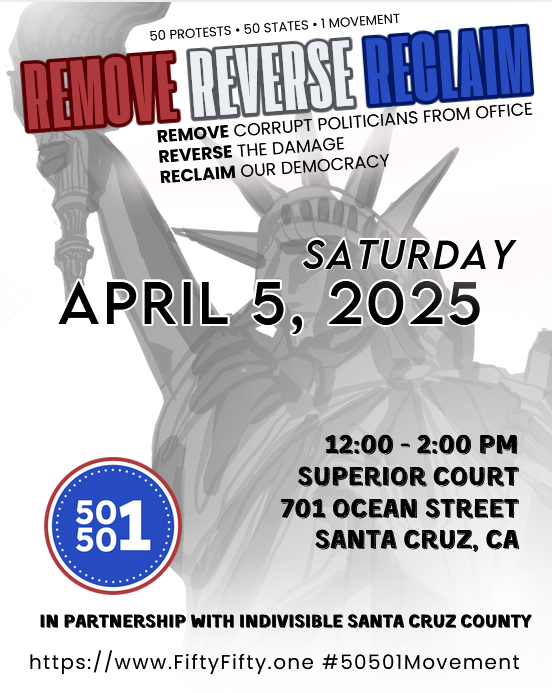 50 PROTESTS • 50 STATES • 1 MOVEMENT
REMOVE REVERSE RECLAIM
REMOVE CORRUPT POLITICIANS FROM OFFICE
REVERSE THE DAMAGE
RECLAIM OUR DEMOCRACY
SATURDAY
APRIL 5, 2025
12:00 - 2:00 PM
SUPERIOR COURT
701 OCEAN STREET
SANTA CRUZ, CA
50
50
1
IN PARTNERSHIP WITH INDIVISIBLE SANTA CRUZ COUNTY
https://www.FiftyFifty.one #50501Movement